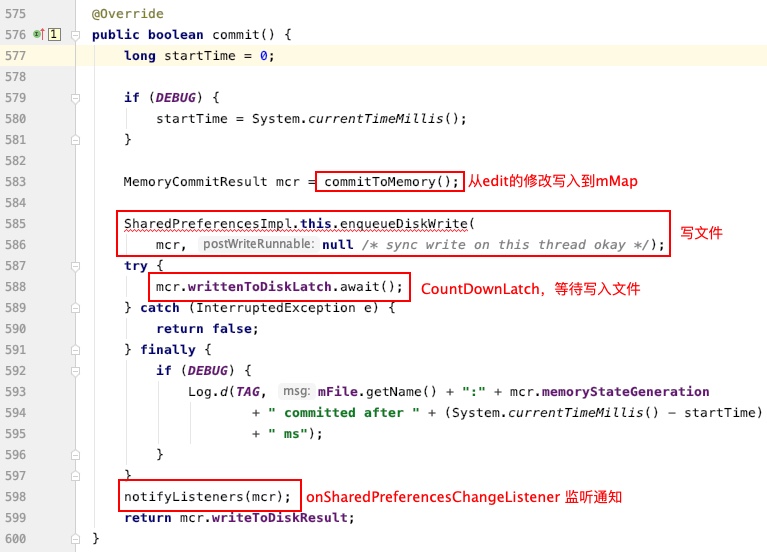 575 @Override
576 1 public boolean commit() {
577 long startTime = 0;
578
579 if (DEBUG) {
580 startTime = System.currentTimeMillis();
581 }
582
583 MemoryCommitResult mcr = commitToMemory(); 从edit的修改写入到mMap
584
585 SharedPreferencesImpl.this.enqueueDiskWrite(
586 mcr, postWriteRunnable: null /* sync write on this thread okay */); 写文件
587 try {
588 mcr.writtenToDiskLatch.await(); CountDownLatch，等待写入文件
589 } catch (InterruptedException e) {
590 return false;
591 } finally {
592 if (DEBUG) {
593 Log.d(TAG, msg: mFile.getName() + ":" + mcr.memoryStateGeneration
594 + " committed after " + (System.currentTimeMillis() - startTime)
595 + " ms");
596 }
597 }
598 notifyListeners(mcr); onSharedPreferencesChangeListener 监听通知
599 return mcr.writeToDiskResult;
600 }